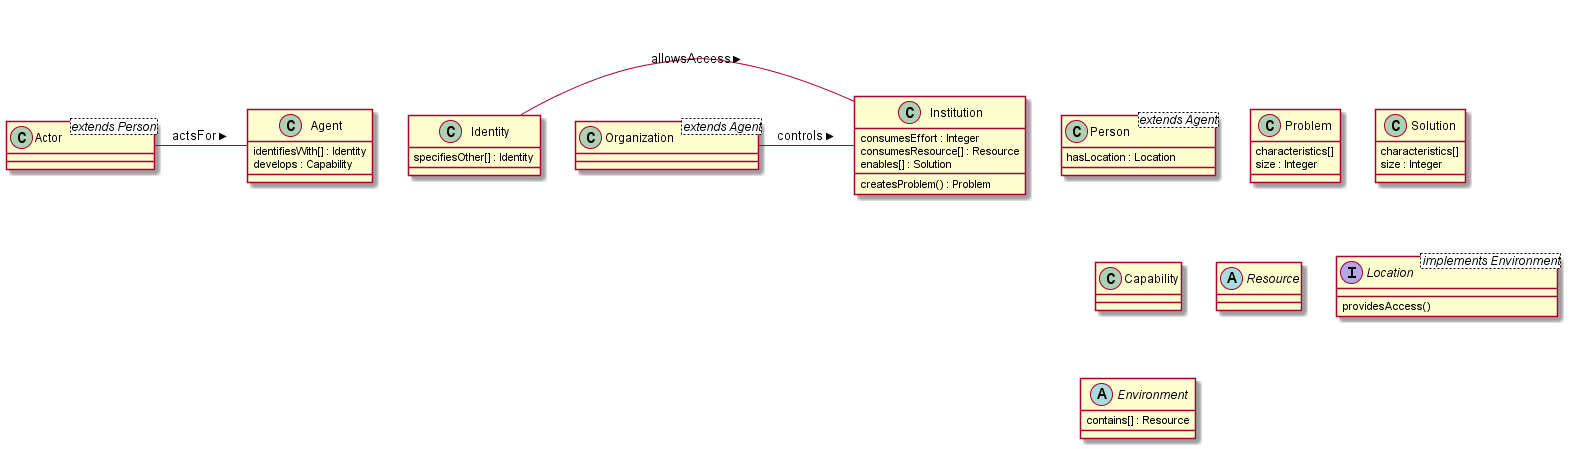 allowsAccess ▶
C Actor
extends Person
actsFor ▶
C Agent
identifiesWith[] : Identity
develops : Capability
C Identity
specifiesOther[] : Identity
C Organization
extends Agent
controls ▶
C Institution
consumesEffort : Integer
consumesResource[] : Resource
enables[] : Solution
createsProblem() : Problem
C Person
extends Agent
hasLocation : Location
C Problem
characteristics[]
size : Integer
C Solution
characteristics[]
size : Integer
C Capability
A Resource
I Location
implements Environment
providesAccess()
A Environment
contains[] : Resource